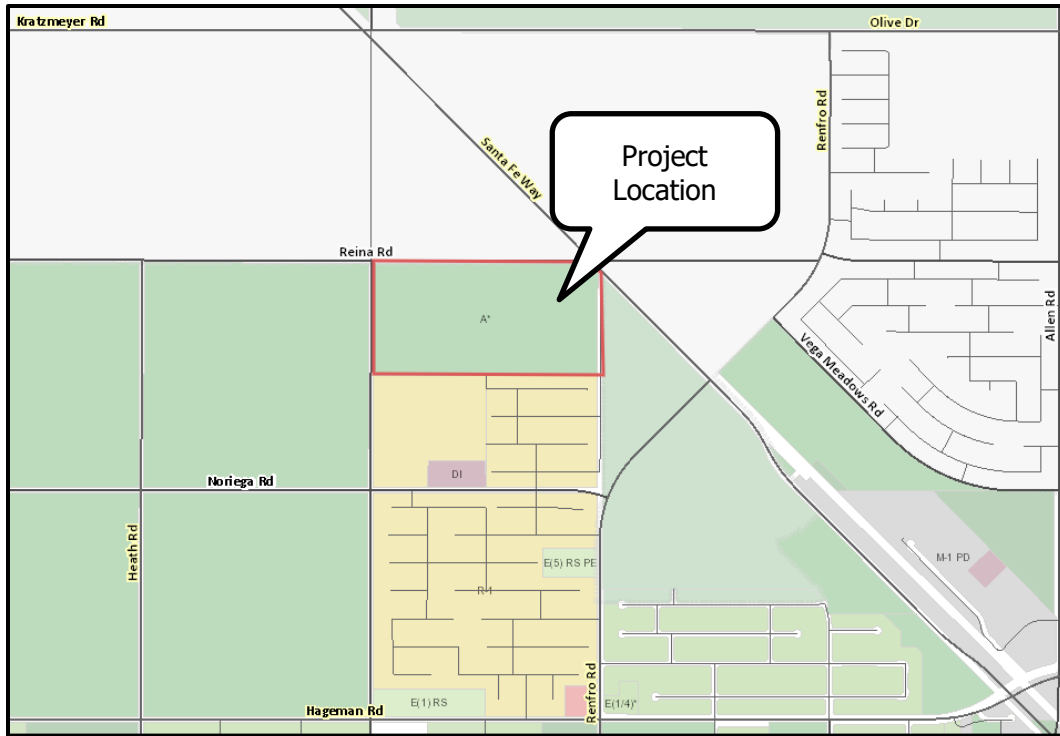 Kratzmeyer Rd
Olive Dr
Renfro Rd
Santa Fe Way
Project
Location
Reina Rd
Allen Rd
A*
Vega Meadows Rd
DI
Noriega Rd
Heath Rd
E(5) RS PE
M-1 PD
R-1
Renfro Rd
E(1) RS
E(1/4)*
Hageman Rd